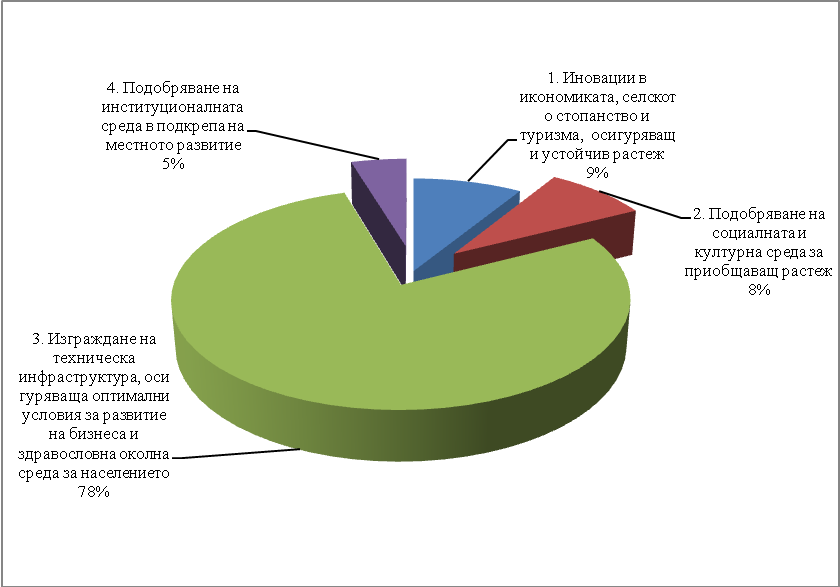 4. Подобряване на
институционалната
среда в подкрепа на
местното развитие
5%
1. Иновации в
икономиката, селскот
о стопанство и
туризма,  осигуряващ
и устойчив растеж
9%
2. Подобряване на
социалната и
културна среда за
приобщаващ растеж
8%
3. Изграждане на
техническа
инфраструктура, оси
гуряваща оптимални
условия за развитие
на бизнеса и
здравословна околна
среда за населението
78%